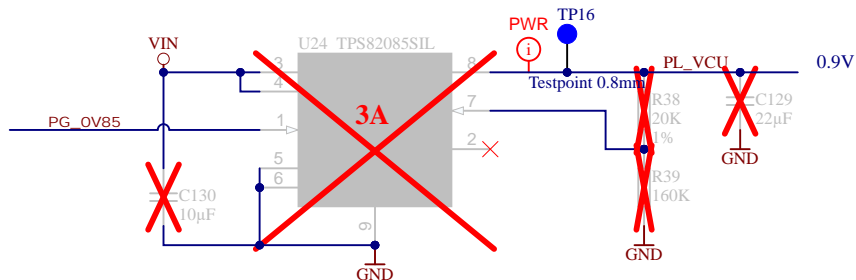 TP16
PWR
i
VIN
U24 TPS82085SIL
PL_VCU
0.9V
3
8
Testpoint 0.8mm
4
3A
7
R38
20K
1%
C129
22µF
PG_0V85
1
2
GND
5
6
R39
160K
C130
10µF
9
GND
GND